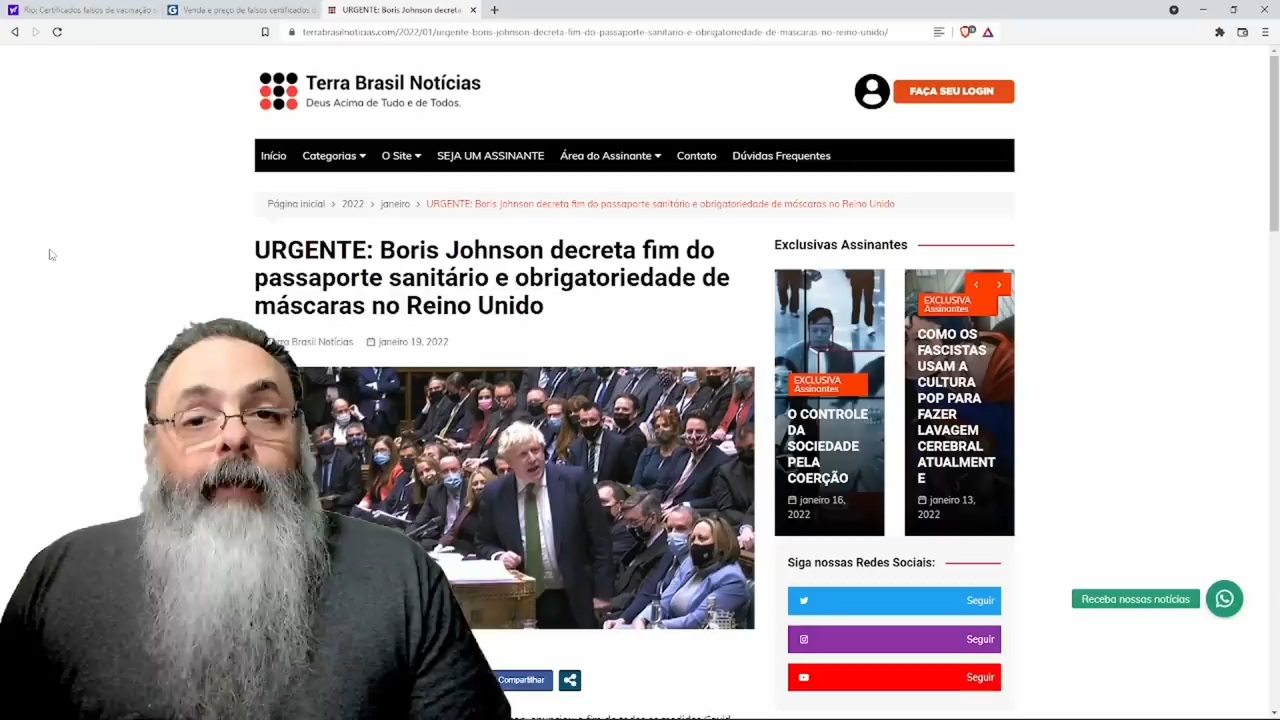 Rio: Certificados falsos de vacinação
Venda e preço de falsos certificados
URGENTE: Boris Johnson decreta
terrabrasilnoticias.com/2022/01/urgente-boris-johnson-decreta-fim-do-passaporte-sanitario-e-obrigatoriedade-de-mascaras-no-reino-unido/
Terra Brasil Notícias
Deus Acima de Tudo e de Todos.
FAÇA SEU LOGIN
Início Categorias O Site SEJA UM ASSINANTE Área do Assinante Contato Dúvidas Frequentes
Página inicial > 2022 > janeiro > URGENTE: Boris Johnson decreta fim do passaporte sanitário e obrigatoriedade de máscaras no Reino Unido
URGENTE: Boris Johnson decreta fim do
passaporte sanitário e obrigatoriedade de
máscaras no Reino Unido
Terra Brasil Notícias janeiro 19, 2022
Compartilhar
Exclusivas Assinantes
EXCLUSIVA
Assinantes
O CONTROLE
DA
SOCIEDADE
PELA
COERÇÃO
janeiro 16,
2022
EXCLUSIVA
Assinantes
COMO OS
FASCISTAS
USAM A
CULTURA
POP PARA
FAZER
LAVAGEM
CEREBRAL
ATUALMENT
E
janeiro 13,
2022
Siga nossas Redes Sociais:
Seguir
Seguir
Seguir
Receba nossas notícias